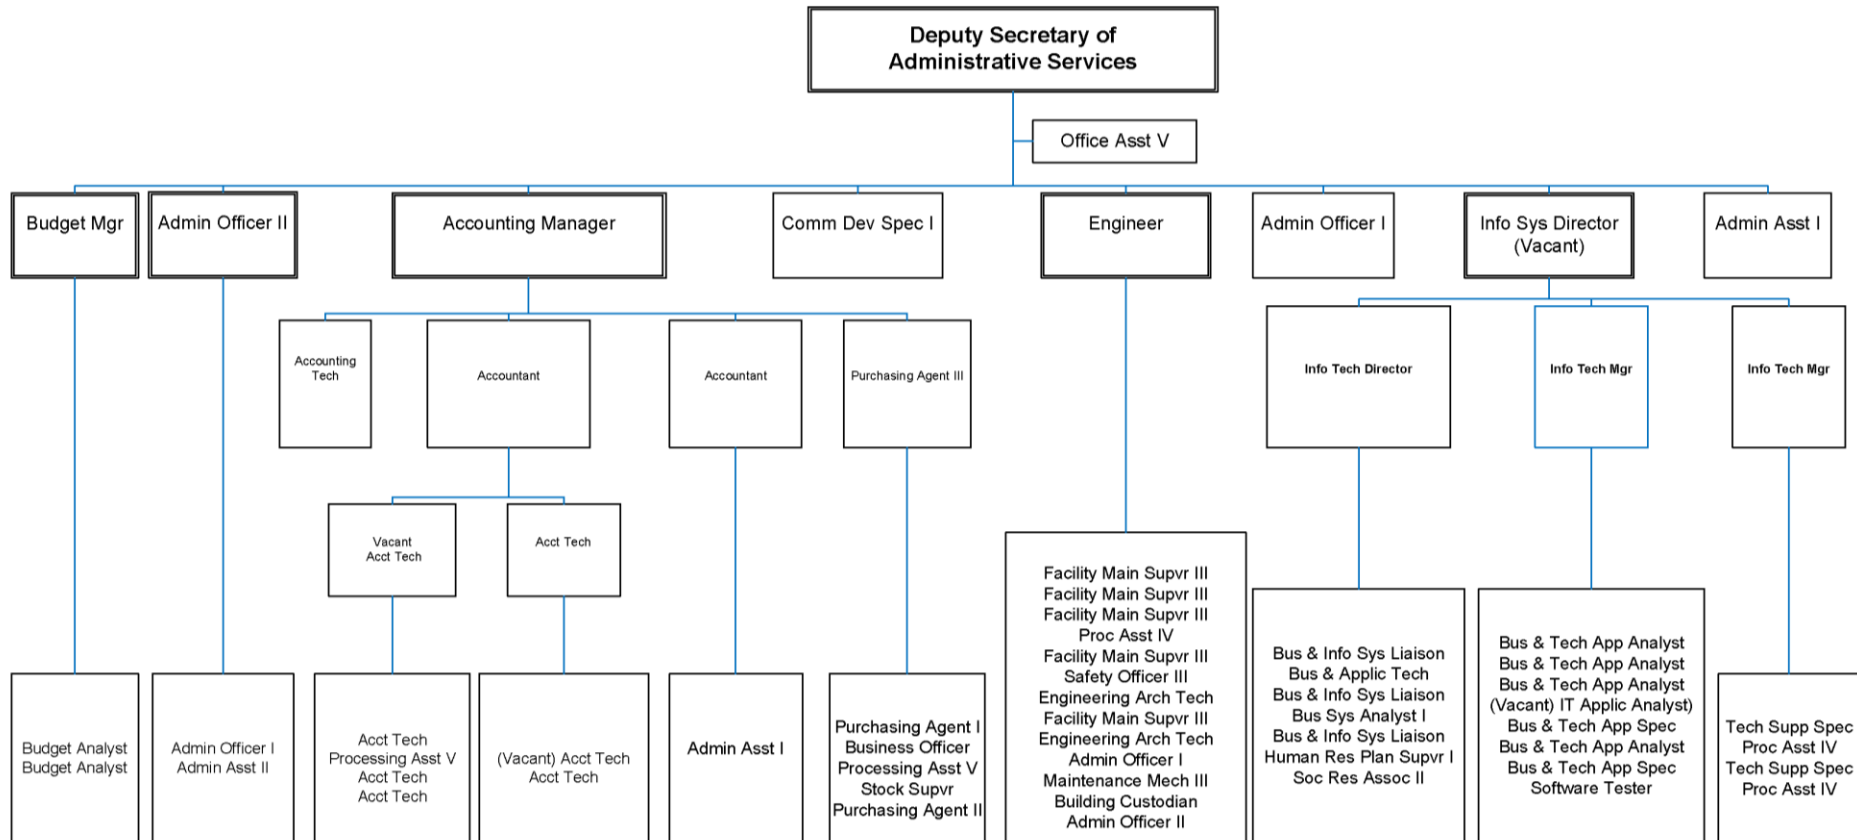 Deputy Secretary of
Administrative Services
Office Asst V
Budget Mgr
Admin Officer II
Accounting Manager
Comm Dev Spec I
Engineer
Admin Officer I
Info Sys Director
(Vacant)
Admin Asst I
Accounting
Tech
Accountant
Accountant
Purchasing Agent III
Info Tech Director
Info Tech Mgr
Info Tech Mgr
Vacant
Acct Tech
Acct Tech
Budget Analyst
Budget Analyst
Admin Officer I
Admin Asst II
Acct Tech
Processing Asst V
Acct Tech
Acct Tech
(Vacant) Acct Tech
Acct Tech
Admin Asst I
Purchasing Agent I
Business Officer
Processing Asst V
Stock Supvr
Purchasing Agent II
Facility Main Supvr III
Facility Main Supvr III
Facility Main Supvr III
Proc Asst IV
Facility Main Supvr III
Safety Officer III
Engineering Arch Tech
Facility Main Supvr III
Engineering Arch Tech
Admin Officer I
Maintenance Mech III
Building Custodian
Admin Officer II
Bus & Info Sys Liaison
Bus & Applic Tech
Bus & Info Sys Liaison
Bus Sys Analyst I
Bus & Info Sys Liaison
Human Res Plan Supvr I
Soc Res Assoc II
Bus & Tech App Analyst
Bus & Tech App Analyst
Bus & Tech App Analyst
(Vacant) IT Applic Analyst)
Bus & Tech App Spec
Bus & Tech App Analyst
Bus & Tech App Spec
Software Tester
Tech Supp Spec
Proc Asst IV
Tech Supp Spec
Proc Asst IV